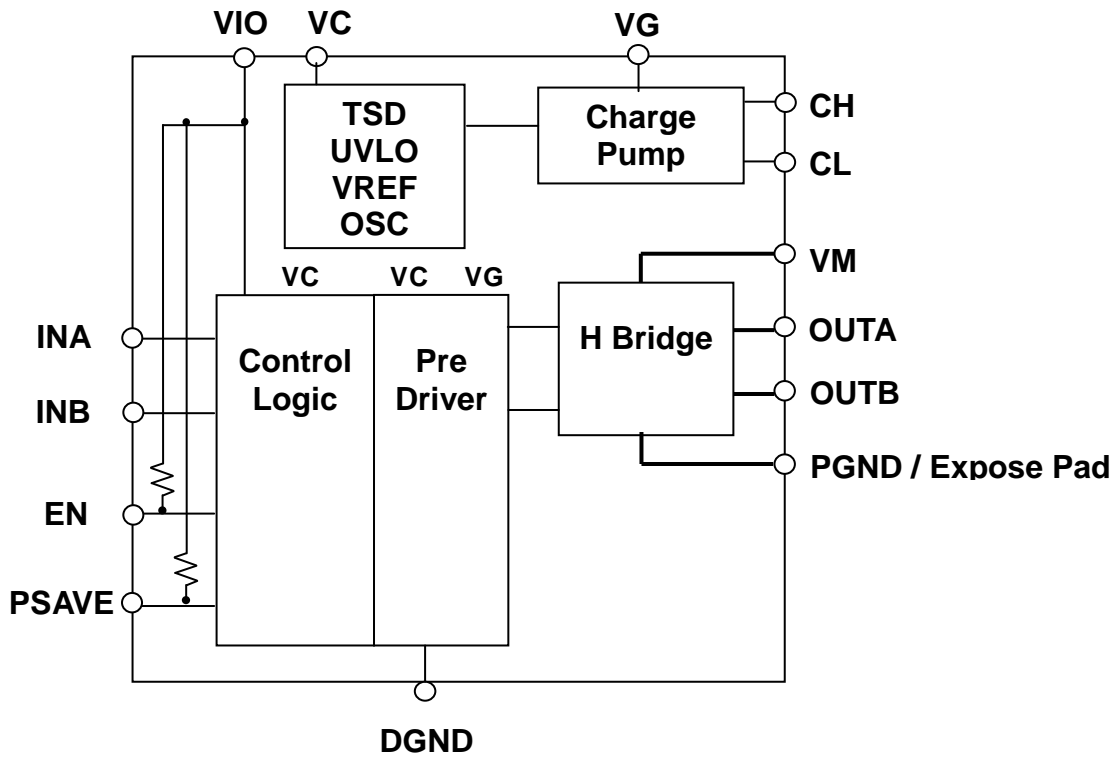 VIO
VC
VG
TSD
UVLO
VREF
OSC
Charge
Pump
CH
CL
VM
VC
VC
VG
INA
INB
EN
PSAVE
Control
Logic
Pre
Driver
H Bridge
OUTA
OUTB
PGND / Expose Pad
DGND